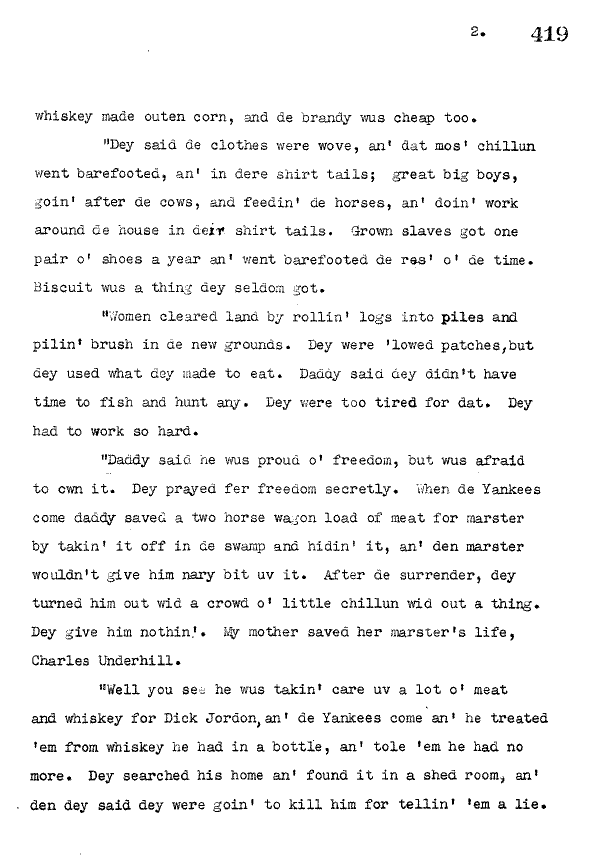 2. 419
whiskey made outen corn, and de brandy wus cheap too.
"Dey said de clothes were wove, an' dat mos' chillun
went barefooted, an' in dere shirt tails; great big boys,
goin' after de cows, and feedin' de horses, an' doin' work
around de house in deir shirt tails. Grown slaves got one
pair o' shoes a year an' went barefooted de res' o' de time.
Biscuit wus a thing dey seldom got.
"Women cleared land by rollin' logs into piles and
pilin' brush in de new grounds. Dey were 'lowed patches,but
dey used what dey made to eat. Daddy said dey didn't have
time to fish and hunt any. Dey were too tired for dat. Dey
had to work so hard.
"Daddy said he wus proud o' freedom, but wus afraid
to own it. Dey prayed fer freedom secretly. When de Yankees
come daddy saved a two horse wagon load of meat for marster
by takin' it off in de swamp and hidin' it, an' den marster
wouldn't give him nary bit uv it. After de surrender, dey
turned him out wid a crowd o' little chillun wid out a thing.
Dey give him nothin'. My mother saved her marster's life,
Charles Underhill.
"Well you see he wus takin' care uv a lot o' meat
and whiskey for Dick Jordon, an' de Yankees come an' he treated
'em from whiskey he had in a bottle, an' tole 'em he had no
more. Dey searched his home an' found it in a shed room, an'
den dey said dey were goin' to kill him for tellin' 'em a lie.